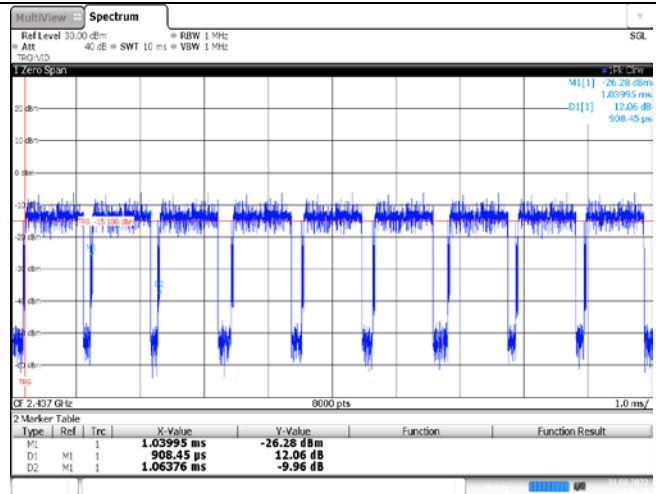 MultiView Spectrum
Ref Level 30.00 dBm RBW 1 MHz SGL
Att 40 dB SWT 10 ms VBW 1 MHz
TRG:VID
1 Zero Span 1Pk Clrw
M1[1] -26.28 dBm
1.03995 ms
D1[1] 12.06 dB
908.45 µs
20 dBm
10 dBm
0 dBm
-10 dBm
TRG -15.100 dBm
-20 dBm
-30 dBm
-40 dBm
-50 dBm
-60 dBm
TRG
CF 2.437 GHz 8000 pts 1.0 ms/
2 Marker Table
Type Ref Trc X-Value Y-Value Function Function Result
M1 1 1.03995 ms -26.28 dBm
D1 M1 1 908.45 µs 12.06 dB
D2 M1 1 1.06376 ms -9.96 dB